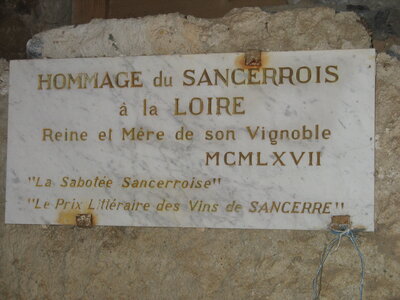 HOMMAGE du SANCERROIS
à la LOIRE
Reine et Mère de son Vignoble
MCMLXVII
"La Sabotée Sancerroise"
"Le Prix Littéraire des Vins de SANCERRE"